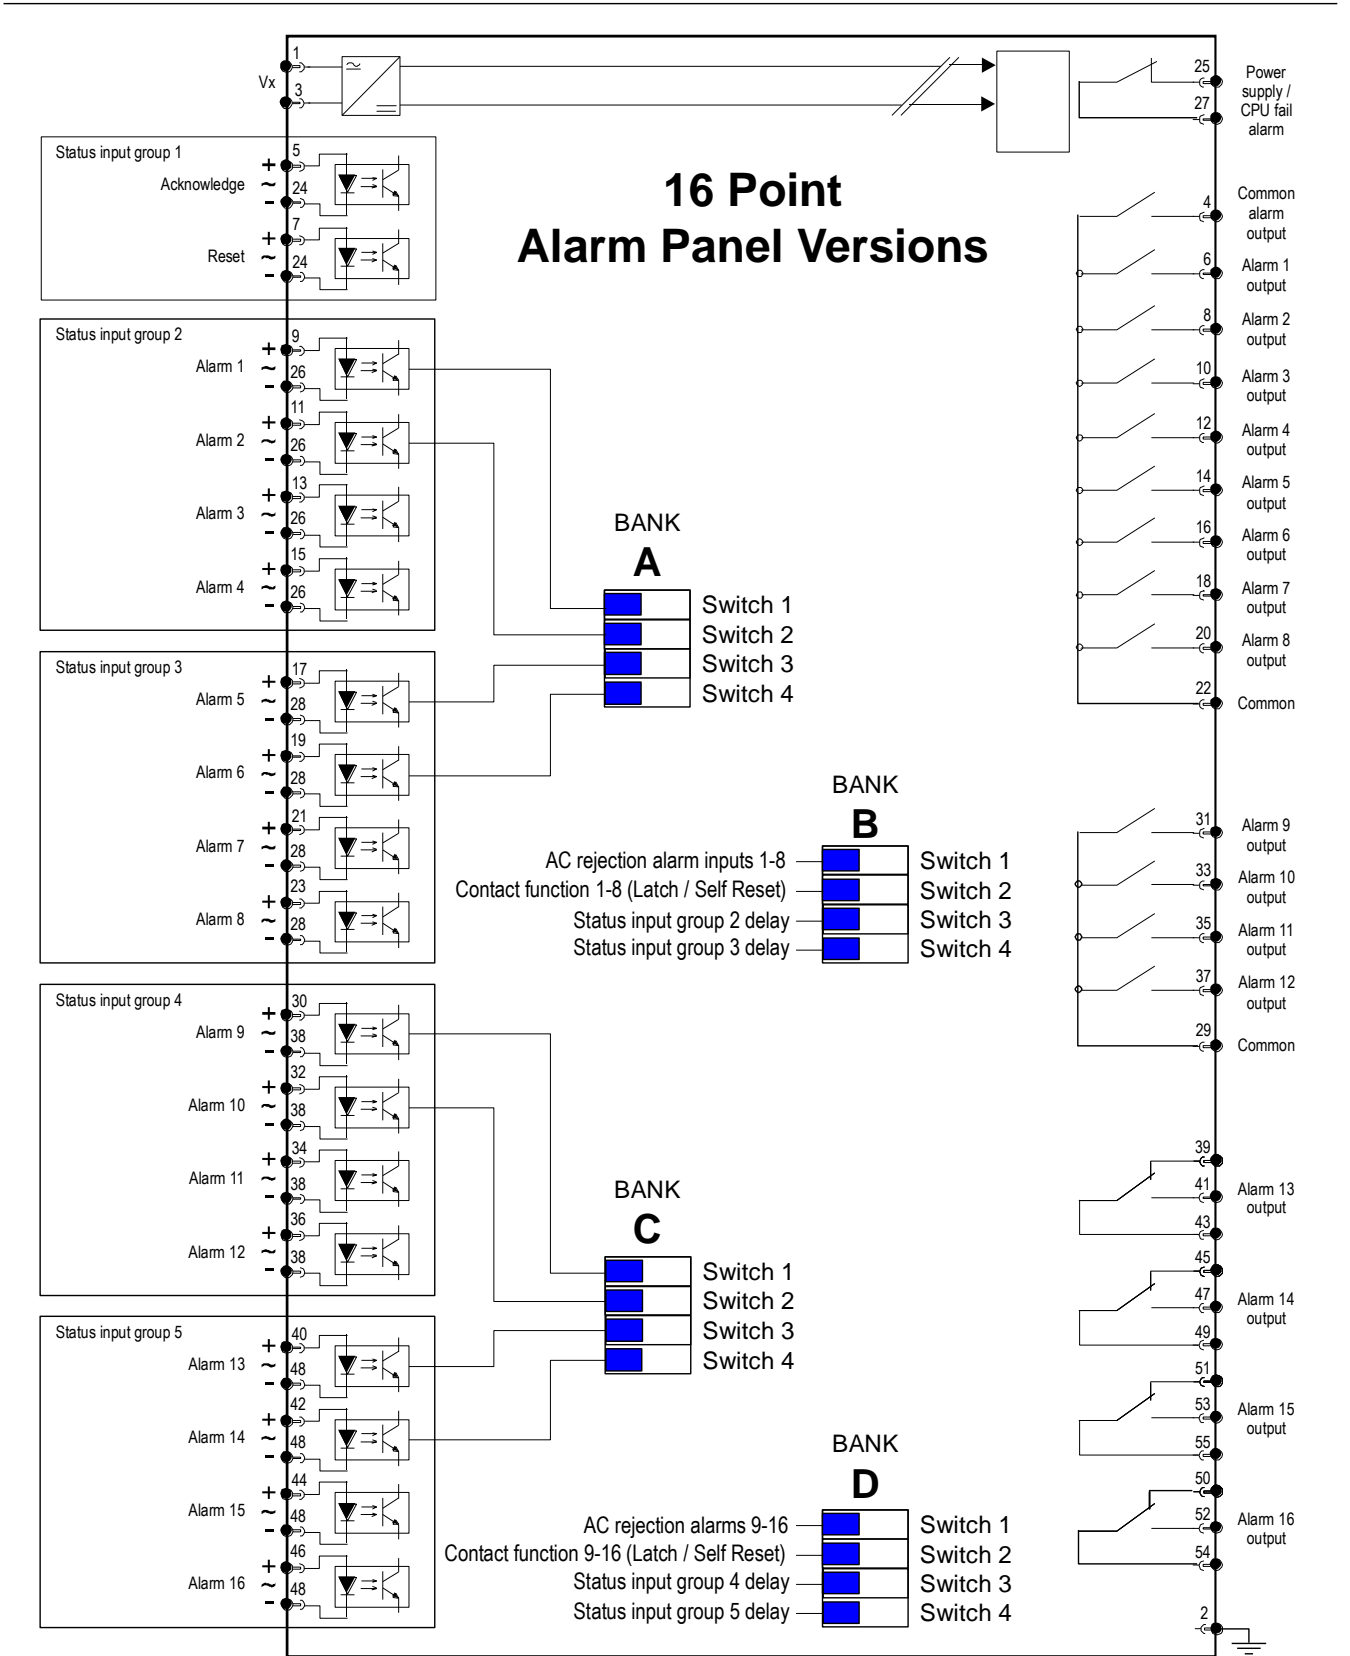 1
Vx
3
25
Power
supply /
CPU fail
alarm
27
16 Point
Alarm Panel Versions
Status input group 1
5
+
Acknowledge ~
24
-
7
+
Reset ~
24
-
Status input group 2
9
+
Alarm 1 ~
26
-
11
+
Alarm 2 ~
26
-
13
+
Alarm 3 ~
26
-
15
+
Alarm 4 ~
26
-
Status input group 3
17
+
Alarm 5 ~
28
-
19
+
Alarm 6 ~
28
-
21
+
Alarm 7 ~
28
-
23
+
Alarm 8 ~
28
-
Status input group 4
30
+
Alarm 9 ~
38
-
32
+
Alarm 10 ~
38
-
34
+
Alarm 11 ~
38
-
36
+
Alarm 12 ~
38
-
Status input group 5
40
+
Alarm 13 ~
48
-
42
+
Alarm 14 ~
48
-
44
+
Alarm 15 ~
48
-
46
+
Alarm 16 ~
48
-
BANK
A
Switch 1
Switch 2
Switch 3
Switch 4
BANK
B
AC rejection alarm inputs 1-8 Switch 1
Contact function 1-8 (Latch / Self Reset) Switch 2
Status input group 2 delay Switch 3
Status input group 3 delay Switch 4
BANK
C
Switch 1
Switch 2
Switch 3
Switch 4
BANK
D
AC rejection alarms 9-16 Switch 1
Contact function 9-16 (Latch / Self Reset) Switch 2
Status input group 4 delay Switch 3
Status input group 5 delay Switch 4
4
Common
alarm
output
6
Alarm 1
output
8
Alarm 2
output
10
Alarm 3
output
12
Alarm 4
output
14
Alarm 5
output
16
Alarm 6
output
18
Alarm 7
output
20
Alarm 8
output
22
Common
31
Alarm 9
output
33
Alarm 10
output
35
Alarm 11
output
37
Alarm 12
output
29
Common
39
41
Alarm 13
output
43
45
47
Alarm 14
output
49
51
53
Alarm 15
output
55
50
52
Alarm 16
output
54
2